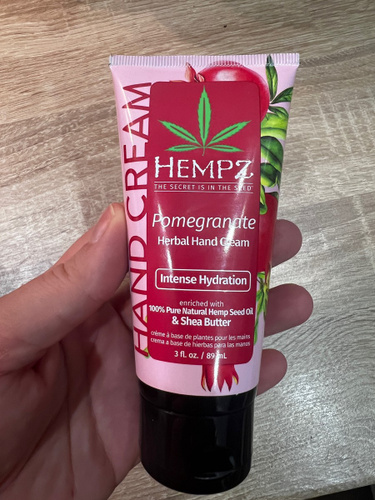 HAND CREAM
HEMPZ
THE SECRET IS IN THE SEED
Pomegranate
Herbal Hand Cream
Intense Hydration
enriched with
100% Pure Natural Hemp Seed Oil
& Shea Butter
crème à base de plantes pour les mains
crema a base de hierbas para las manos
3 fl. oz. / 89 mL